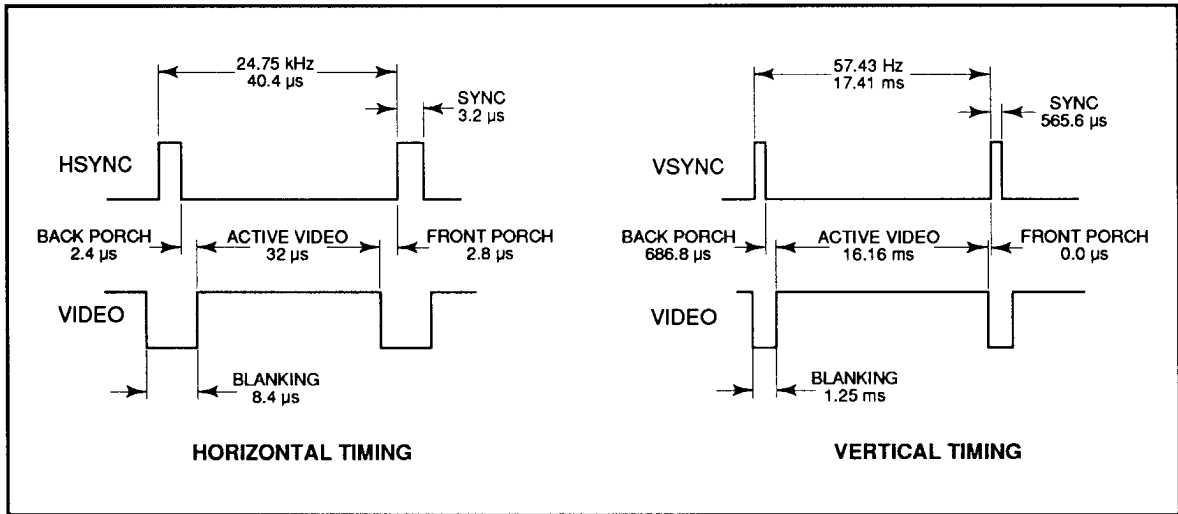 24.75 kHz
40.4 µs
SYNC
3.2 µs
HSYNC
BACK PORCH
2.4 µs
ACTIVE VIDEO
32 µs
FRONT PORCH
2.8 µs
VIDEO
BLANKING
8.4 µs
HORIZONTAL TIMING
57.43 Hz
17.41 ms
SYNC
565.6 µs
VSYNC
BACK PORCH
686.8 µs
ACTIVE VIDEO
16.16 ms
FRONT PORCH
0.0 µs
VIDEO
BLANKING
1.25 ms
VERTICAL TIMING